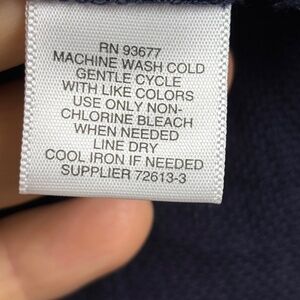 RN 93677
MACHINE WASH COLD
GENTLE CYCLE
WITH LIKE COLORS
USE ONLY NON-
CHLORINE BLEACH
WHEN NEEDED
LINE DRY
COOL IRON IF NEEDED
SUPPLIER 72613-3